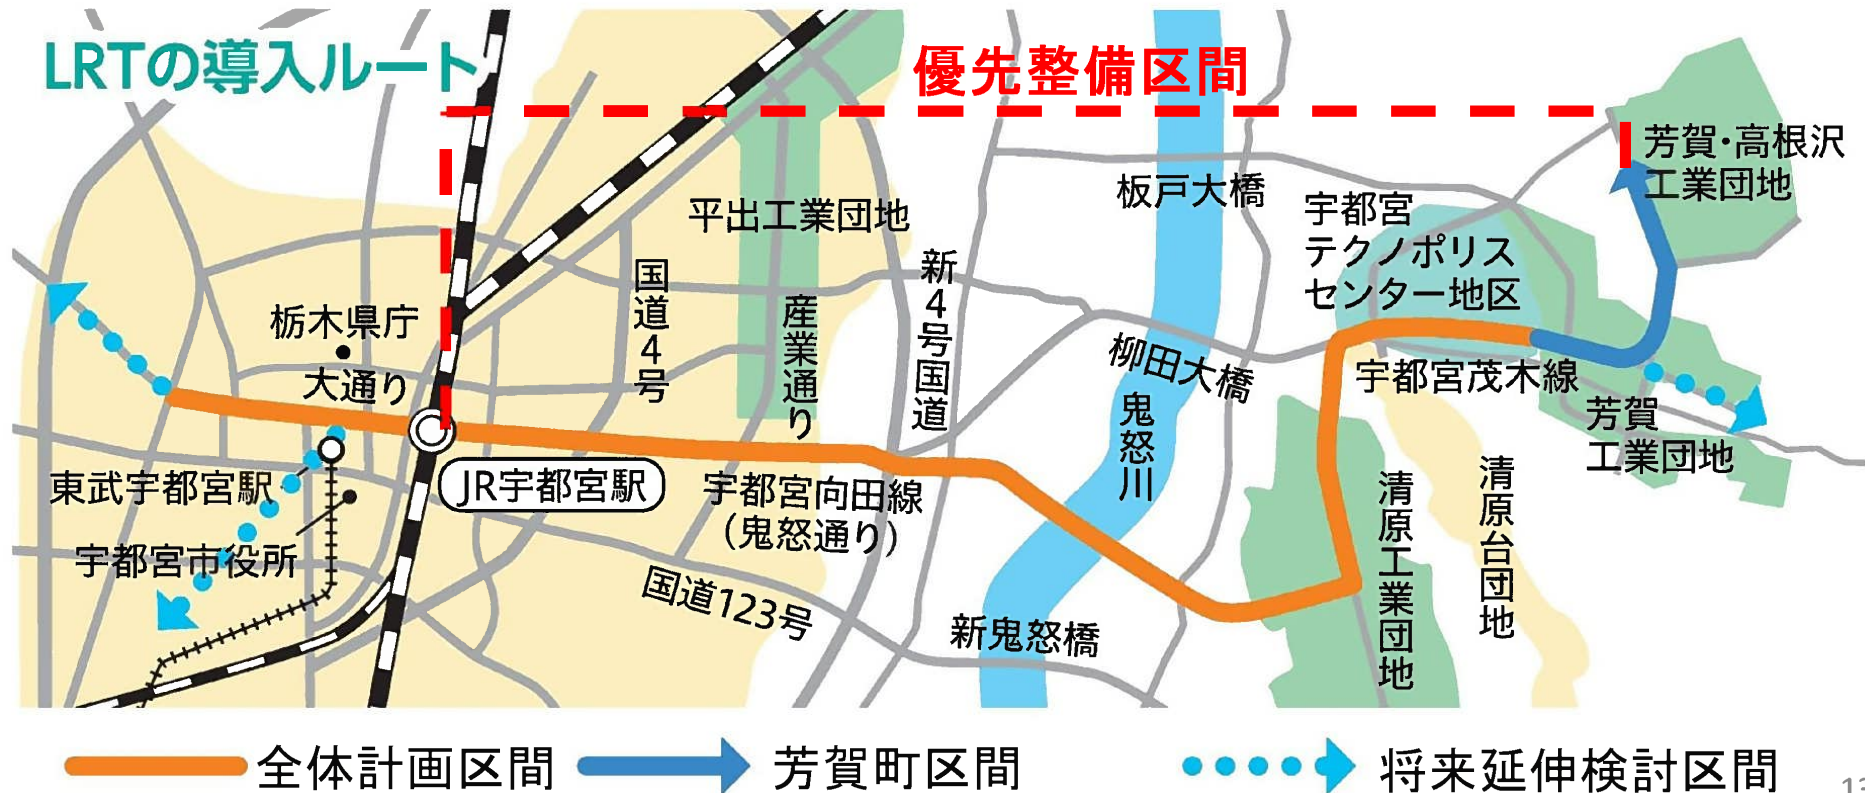 LRTの導入ルート
優先整備区間
芳賀・高根沢
工業団地
板戸大橋
宇都宮
テクノポリス
センター地区
平出工業団地
新4号国道
国道4号
産業通り
栃木県庁
大通り
柳田大橋
鬼怒川
宇都宮茂木線
芳賀
工業団地
東武宇都宮駅
JR宇都宮駅
宇都宮向田線
（鬼怒通り）
清原工業団地
清原台団地
宇都宮市役所
国道123号
新鬼怒橋
全体計画区間
芳賀町区間
将来延伸検討区間